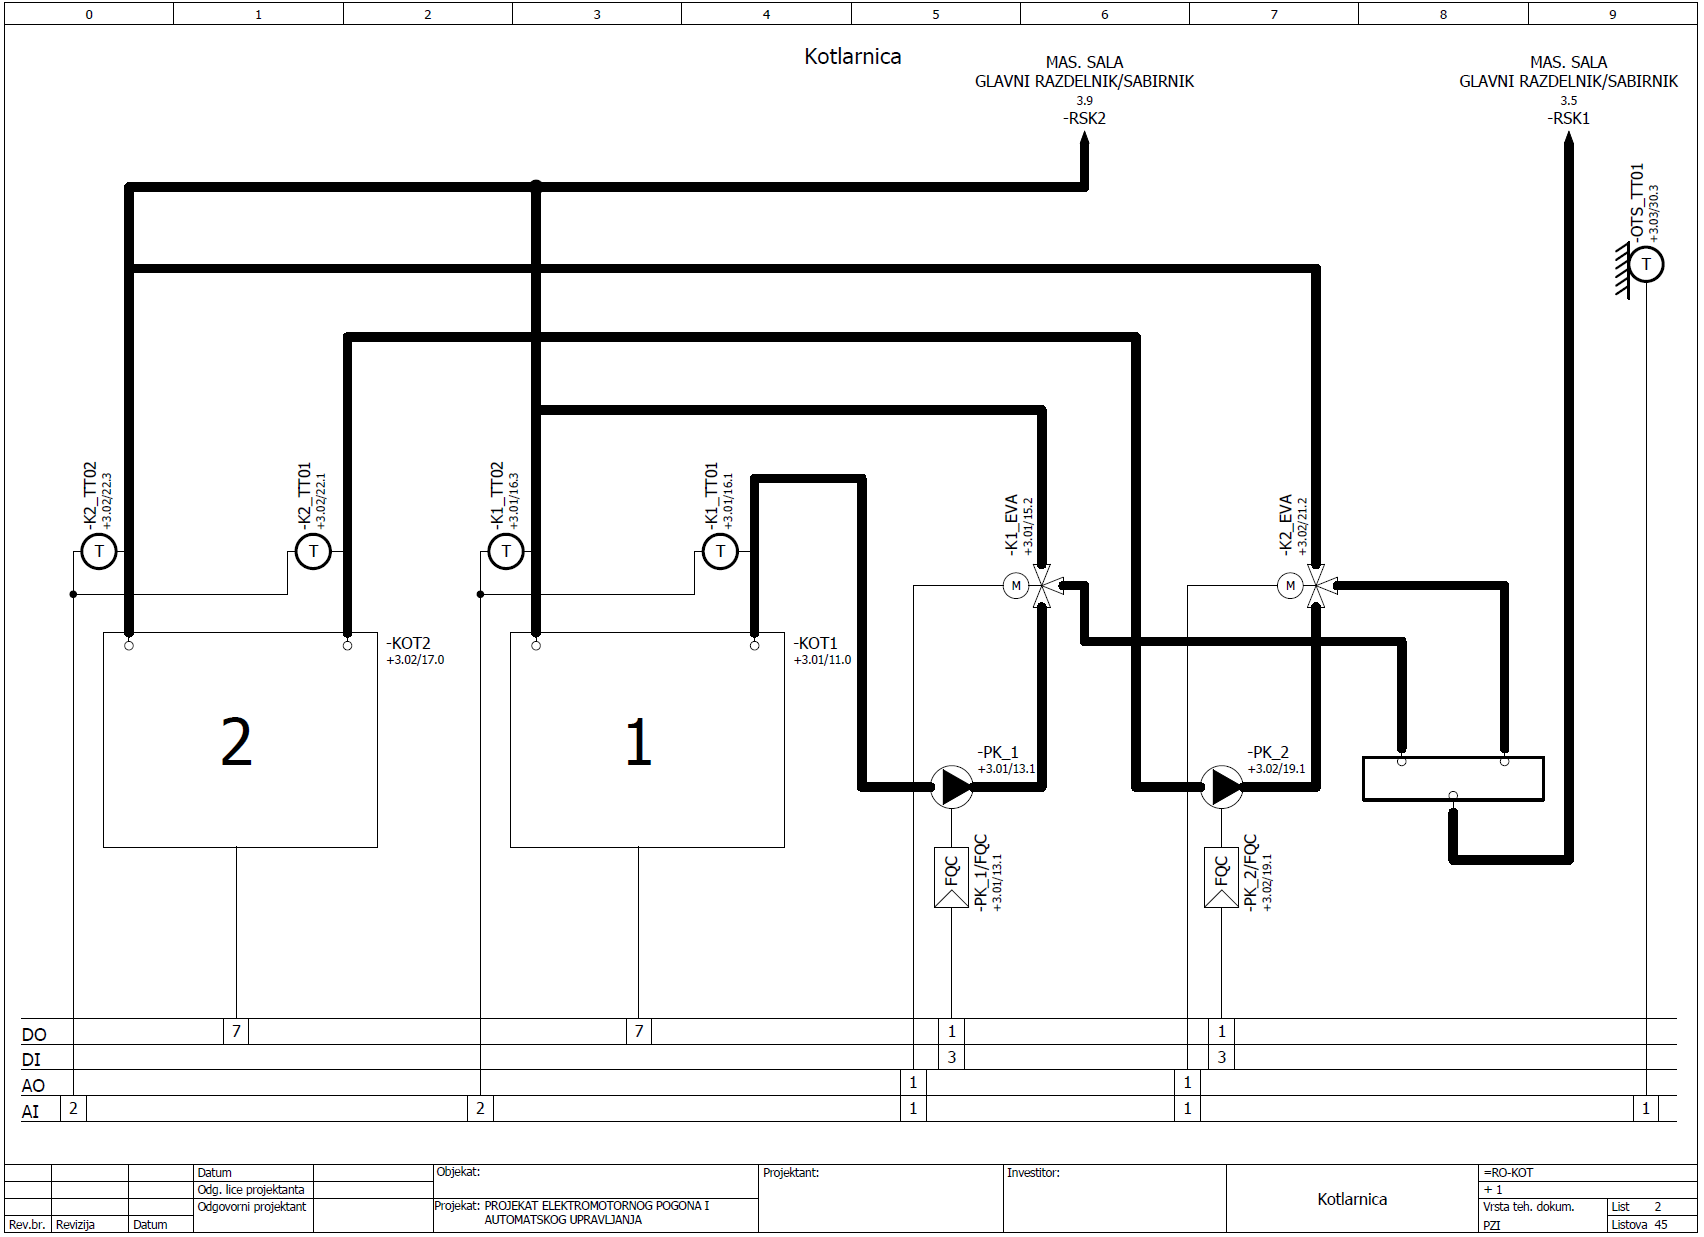 0 1 2 3 4 5 6 7 8 9
Kotlarnica
MAS. SALA
GLAVNI RAZDELNIK/SABIRNIK
3.9
-RSK2
MAS. SALA
GLAVNI RAZDELNIK/SABIRNIK
3.5
-RSK1
-OTS_TT01
+3.03/30.3
T
-K2_TT02
+3.02/22.3
T
-K2_TT01
+3.02/22.1
T
-K1_TT02
+3.01/16.3
T
-K1_TT01
+3.01/16.1
T
-K1_EVA
+3.01/15.2
M
-K2_EVA
+3.02/21.2
M
-KOT2
+3.02/17.0
2
-KOT1
+3.01/11.0
1
-PK_1
+3.01/13.1
-PK_2
+3.02/19.1
FQC
-PK_1/FQC
+3.01/13.1
FQC
-PK_2/FQC
+3.02/19.1
DO 7 7 1 1
DI 3 3
AO 1 1
AI 2 2 1 1 1
Rev.br. Revizija Datum
Datum
Odg. lice projektanta
Odgovorni projektant
Objekat:
Projekat: PROJEKAT ELEKTROMOTORNOG POGONA I
AUTOMATSKOG UPRAVLJANJA
Projektant:
Investitor:
Kotlarnica
=RO-KOT
+ 1
Vrsta teh. dokum.
PZI
List 2
Listova 45